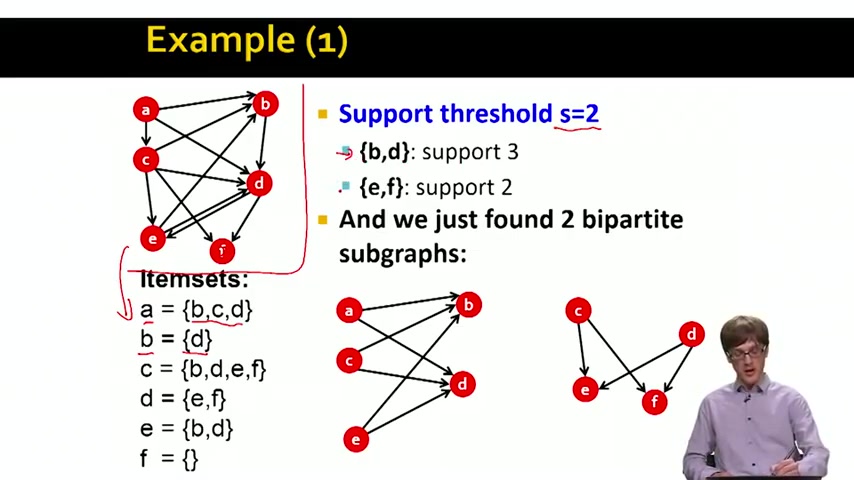 Example (1)
a
b
c
d
e
f
Support threshold s=2
{b,d}: support 3
{e,f}: support 2
And we just found 2 bipartite
subgraphs:
Itemsets:
a = {b,c,d}
b = {d}
c = {b,d,e,f}
d = {e,f}
e = {b,d}
f = {}
a
b
c
d
e
c
d
e
f